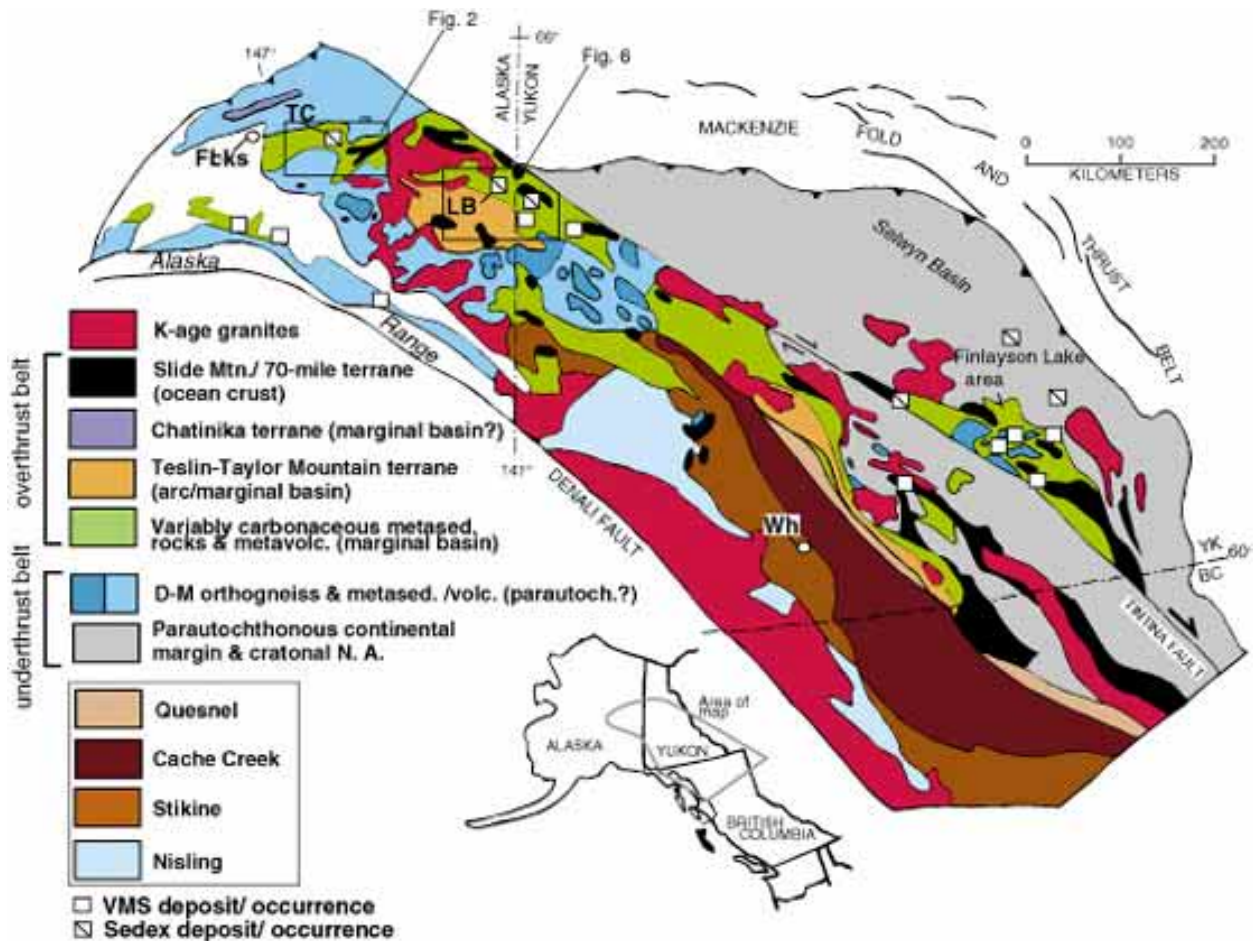 Fig. 2
66°
147°
Fig. 6
ALASKA
YUKON
MACKENZIE
FOLD
AND
THRUST
BELT
0 100 200
KILOMETERS
TC
Fbks
LB
Selwyn Basin
Alaska
Range
Finlayson Lake
area
141°
DENALI FAULT
Wh
YK 60°
BC
TINTINA FAULT
overthrust belt
underthrust belt
K-age granites
Slide Mtn./ 70-mile terrane
(ocean crust)
Chatinika terrane (marginal basin?)
Teslin-Taylor Mountain terrane
(arc/marginal basin)
Variably carbonaceous metased.
rocks & metavolc. (marginal basin)
D-M orthogneiss & metased. /volc. (parautoch.?)
Parautochthonous continental
margin & cratonal N. A.
Quesnel
Cache Creek
Stikine
Nisling
VMS deposit/ occurrence
Sedex deposit/ occurrence
Area of
map
ALASKA
YUKON
BRITISH
COLUMBIA